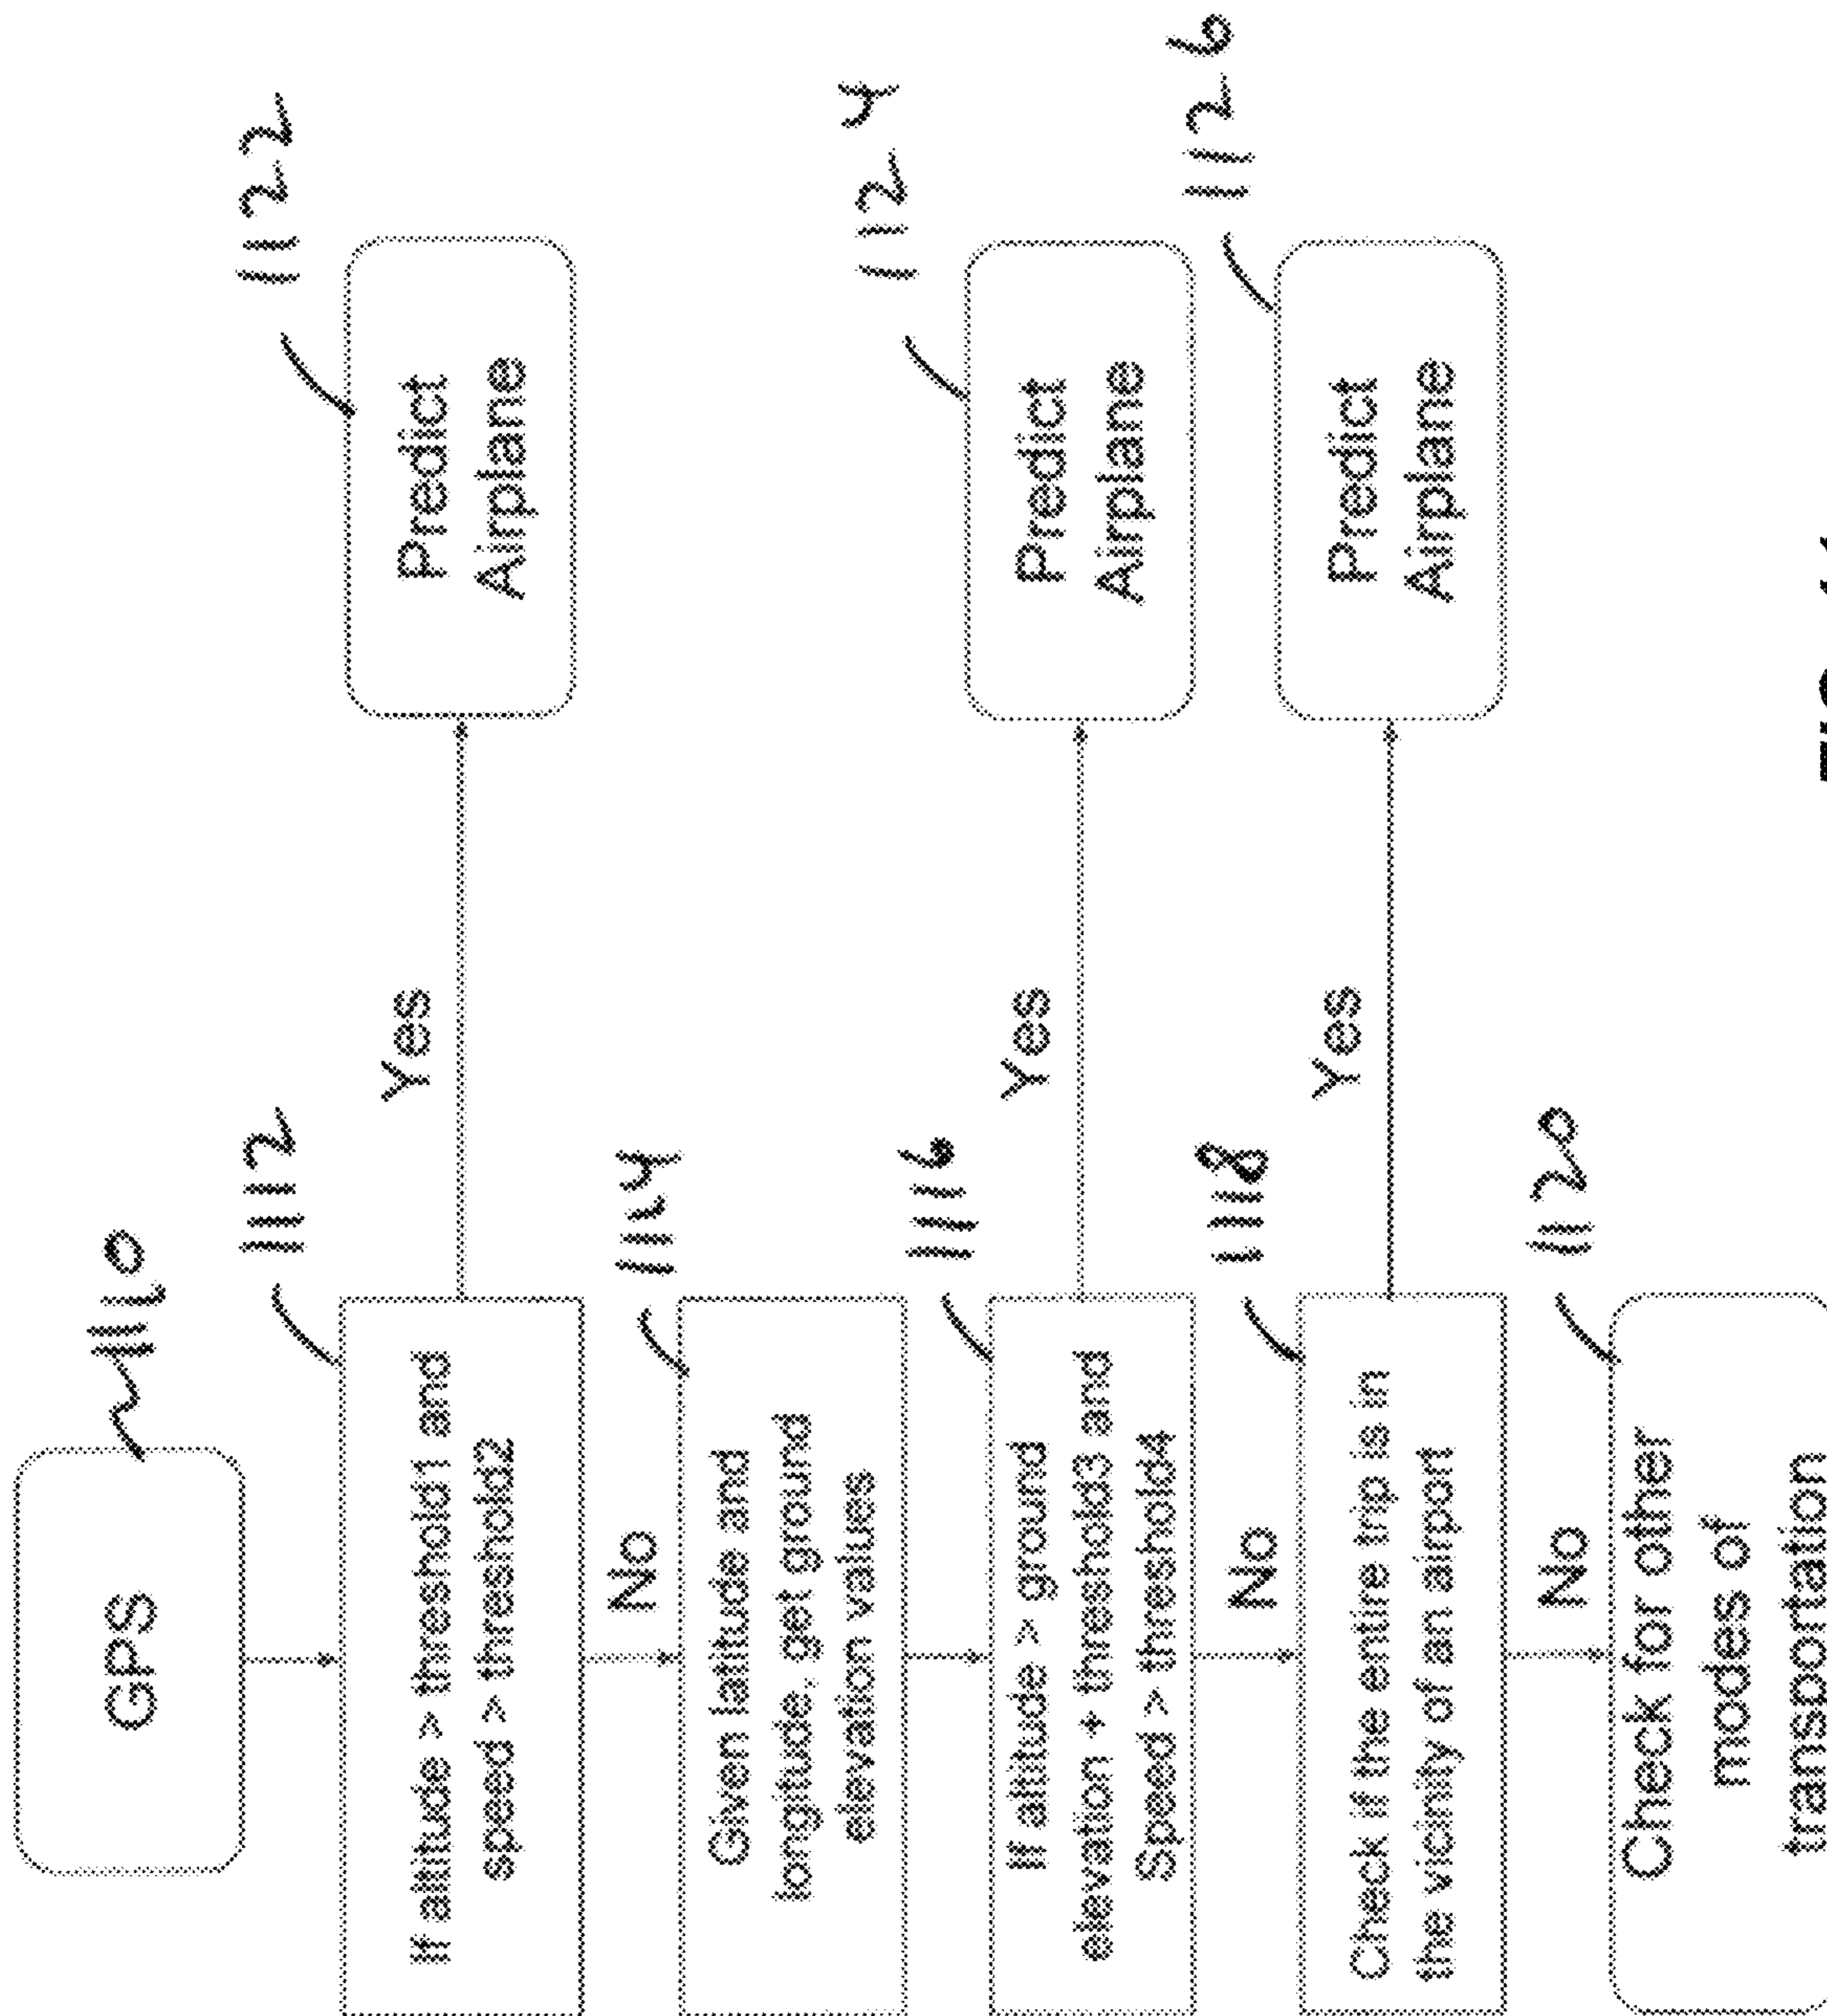 GPS
1110
If altitude > threshold1 and
speed > threshold2
1112
Yes
Predict
Airplane
1122
No
Given latitude and
longitude, get ground
elevation values
1114
If altitude > ground
elevation + threshold3 and
Speed > threshold4
1116
Yes
Predict
Airplane
1124
No
Check if the entire trip is in
the vicinity of an airport
1118
Yes
Predict
Airplane
1126
No
Check for other
modes of
transportation
1120